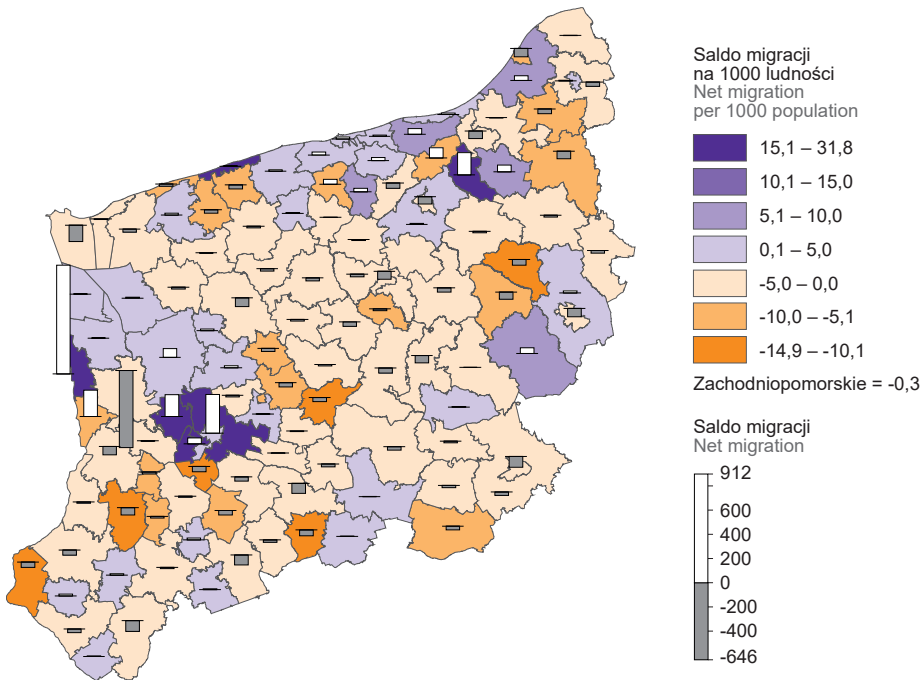 Saldo migracji
na 1000 ludności
Net migration
per 1000 population
15,1 – 31,8
10,1 – 15,0
5,1 – 10,0
0,1 – 5,0
-5,0 – 0,0
-10,0 – -5,1
-14,9 – -10,1
Zachodniopomorskie = -0,3
Saldo migracji
Net migration
912
600
400
200
0
-200
-400
-646